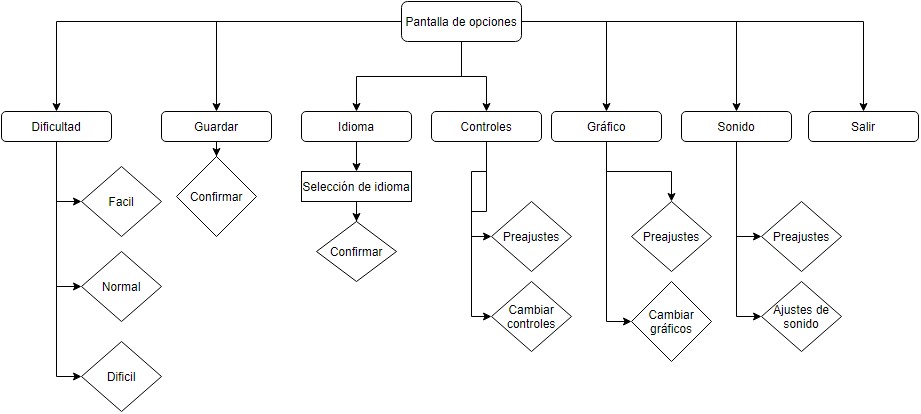 Pantalla de opciones
Dificultad
Guardar
Idioma
Controles
Gráfico
Sonido
Salir
Facil
Normal
Dificil
Confirmar
Selección de idioma
Confirmar
Preajustes
Cambiar
controles
Preajustes
Cambiar
gráficos
Preajustes
Ajustes de
sonido